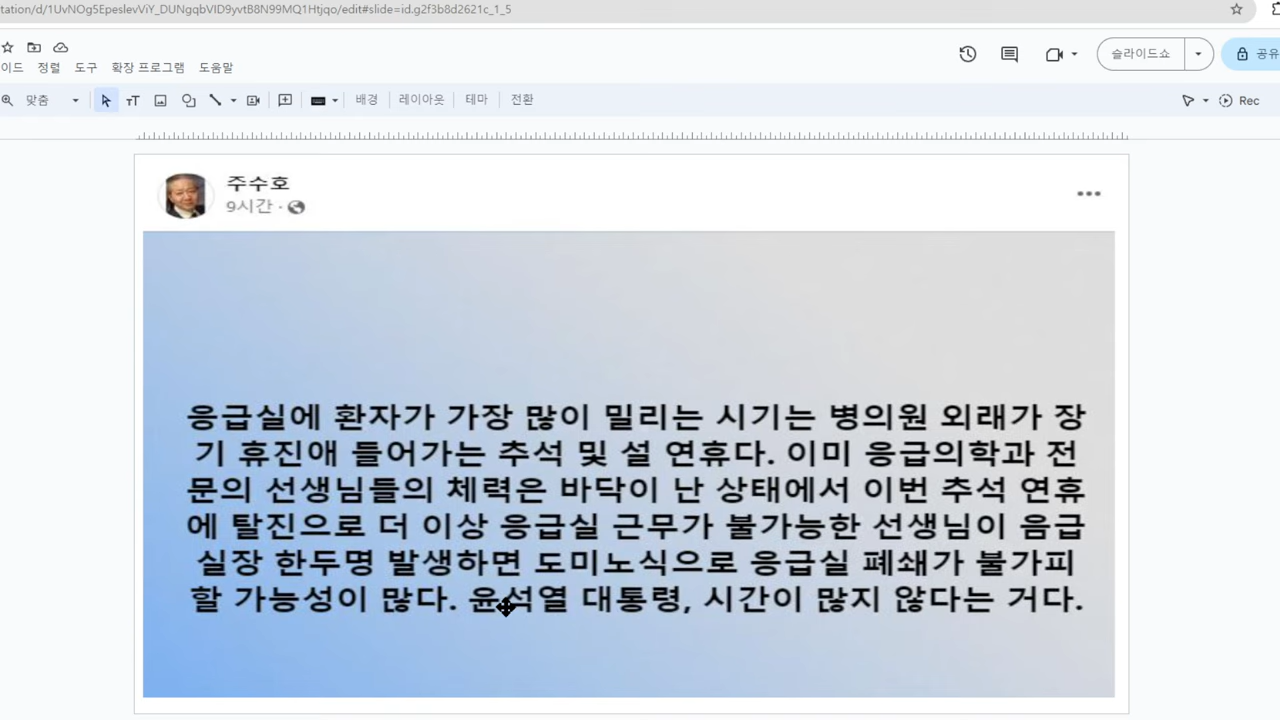 tation/d/1UvNOg5EpeslevViY_DUNgqbVID9yvtB8N99MQ1Htjqo/edit#slide=id.g2f3b8d2621c_1_5
이드 정렬 도구 확장 프로그램 도움말
슬라이드쇼
공유
맞춤
배경 레이아웃 테마 전환
Rec
주수호
9시간
응급실에 환자가 가장 많이 밀리는 시기는 병의원 외래가 장
기 휴진애 들어가는 추석 및 설 연휴다. 이미 응급의학과 전
문의 선생님들의 체력은 바닥이 난 상태에서 이번 추석 연휴
에 탈진으로 더 이상 응급실 근무가 불가능한 선생님이 음급
실장 한두명 발생하면 도미노식으로 응급실 폐쇄가 불가피
할 가능성이 많다. 윤석열 대통령, 시간이 많지 않다는 거다.